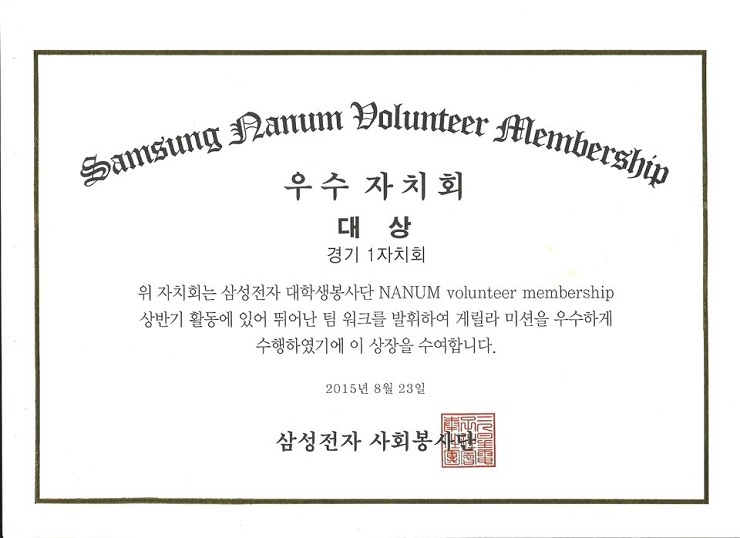 Samsung Nanum Volunteer Membership
우수 자치회
대 상
경기 1자치회
위 자치회는 삼성전자 대학생봉사단 NANUM volunteer membership
상반기 활동에 있어 뛰어난 팀 워크를 발휘하여 게릴라 미션을 우수하게
수행하였기에 이 상장을 수여합니다.
2015년 8월 23일
삼성전자 사회봉사단